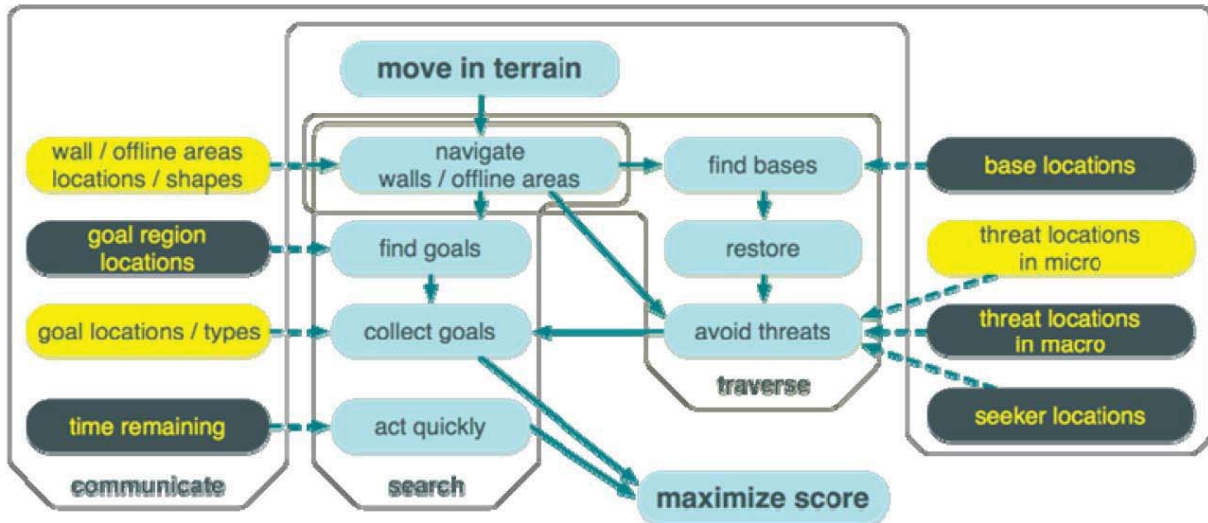 move in terrain
wall / offline areas
locations / shapes
navigate
walls / offline areas
find bases
base locations
goal region
locations
find goals
restore
threat locations
in micro
goal locations / types
collect goals
avoid threats
threat locations
in macro
traverse
time remaining
act quickly
seeker locations
communicate
search
maximize score